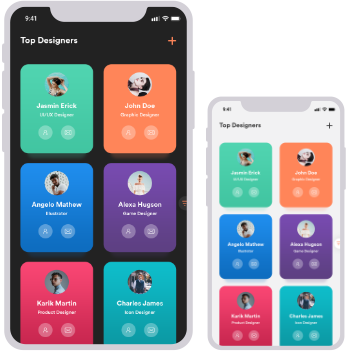 9:41
Top Designers
Jasmin Erick
UI/UX Designer
John Doe
Graphic Designer
Angelo Mathew
Illustrator
Alexa Hugson
Game Designer
Karik Martin
Product Designer
Charles James
Icon Designer
9:41
Top Designers
Jasmin Erick
UI/UX Designer
John Doe
Graphic Designer
Angelo Mathew
Illustrator
Alexa Hugson
Game Designer
Karik Martin
Product Designer
Charles James
Icon Designer